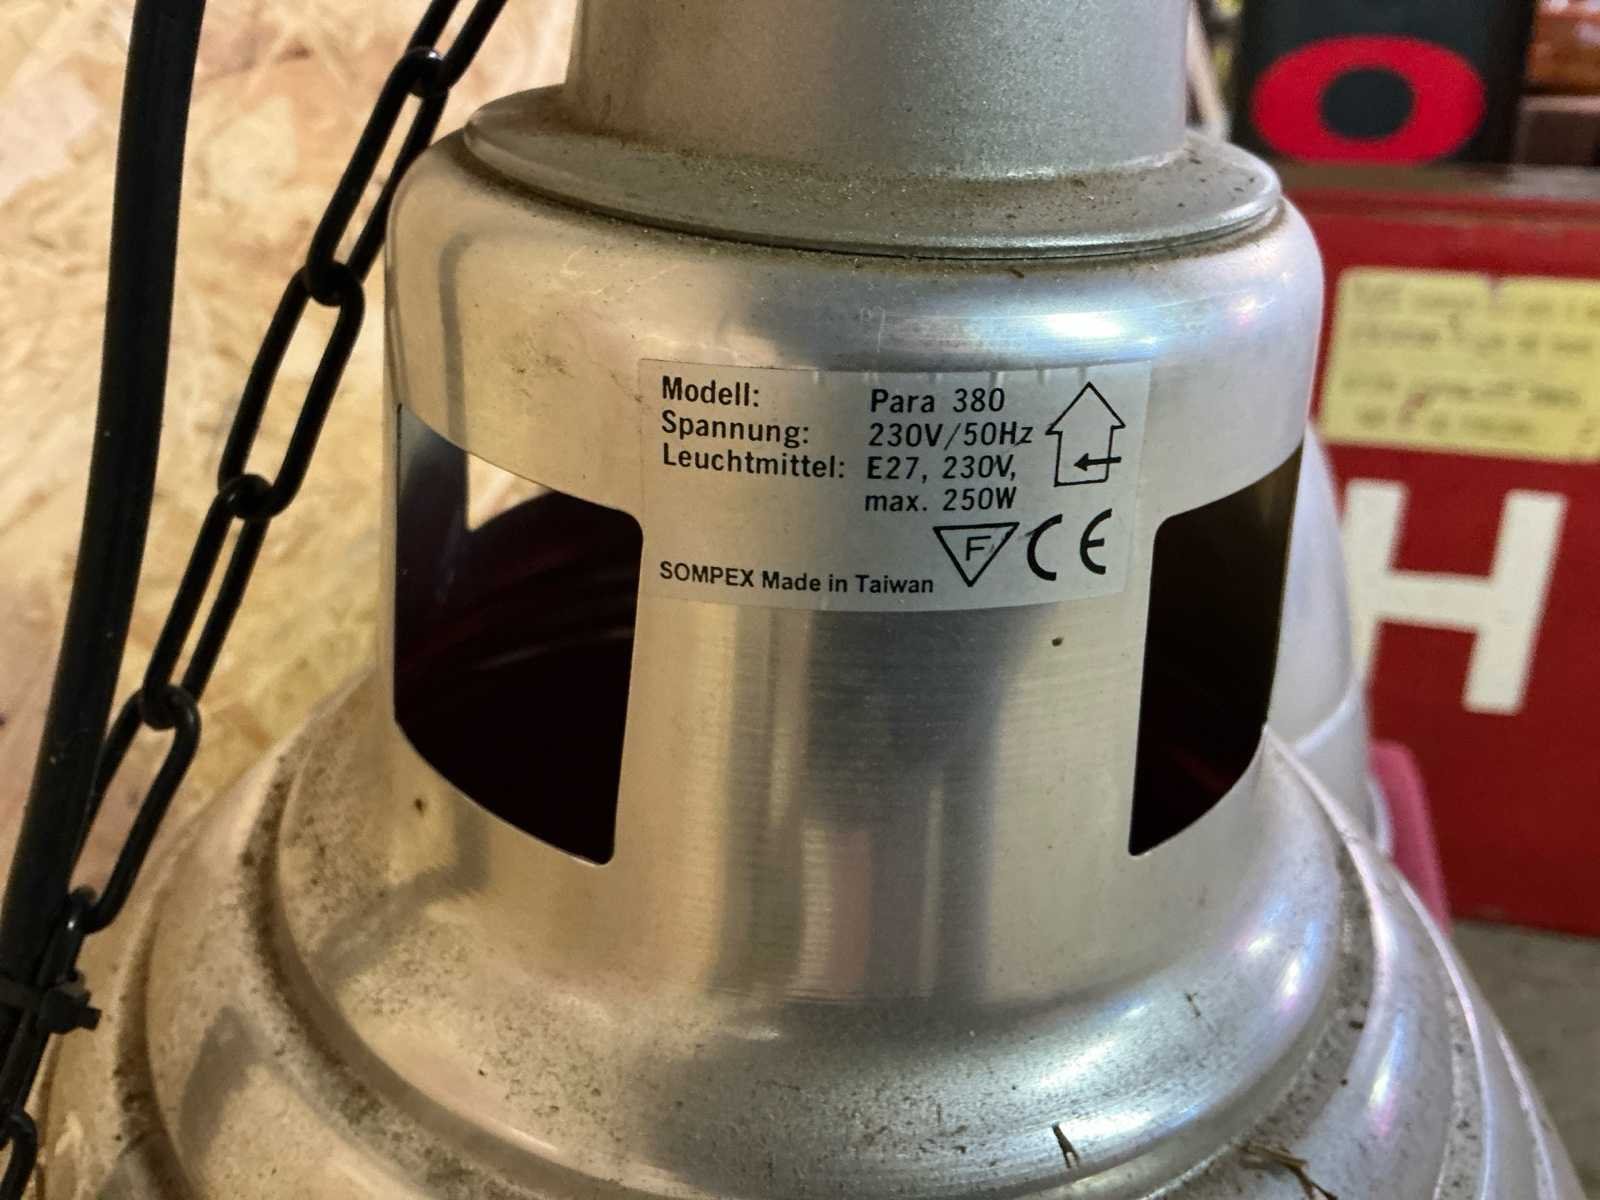 Modell: Para 380
Spannung: 230V/50Hz
Leuchtmittel: E27, 230V,
max. 250W
F CE
SOMPEX Made in Taiwan
H